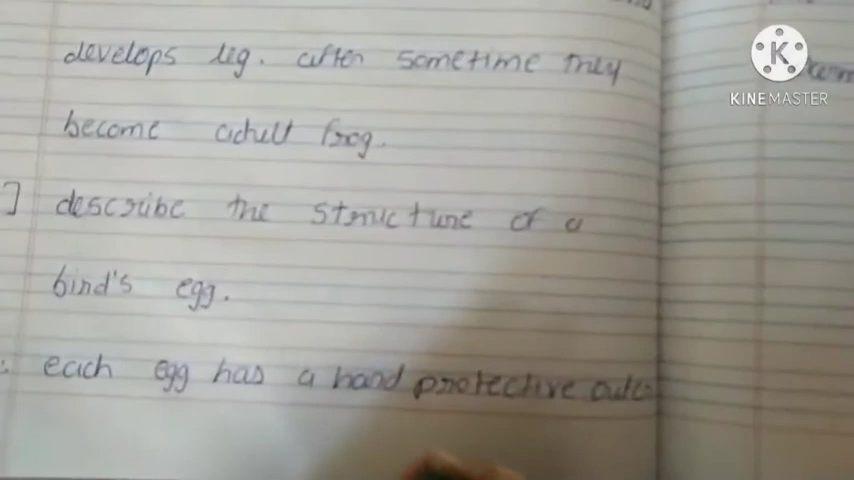 develops leg. after sometime they
become adult frog.
] describe the structure of a
bird's egg.
: each egg has a hard protective oute
K
KINEMASTER